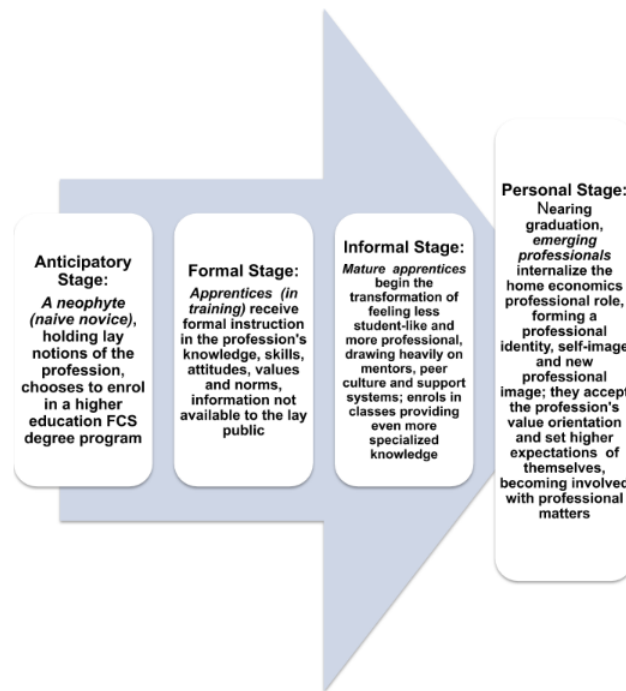 Anticipatory
Stage:
A neophyte
(naive novice),
holding lay
notions of the
profession,
chooses to enrol
in a higher
education FCS
degree program
Formal Stage:
Apprentices (in
training) receive
formal instruction
in the profession's
knowledge, skills,
attitudes, values
and norms,
information not
available to the lay
public
Informal Stage:
Mature apprentices
begin the
transformation of
feeling less
student-like and
more professional,
drawing heavily on
mentors, peer
culture and support
systems; enrols in
classes providing
even more
specialized
knowledge
Personal Stage:
Nearing
graduation,
emerging
professionals
internalize the
home economics
professional role,
forming a
professional
identity, self-image
and new
professional
image; they accept
the profession's
value orientation
and set higher
expectations of
themselves,
becoming involved
with professional
matters